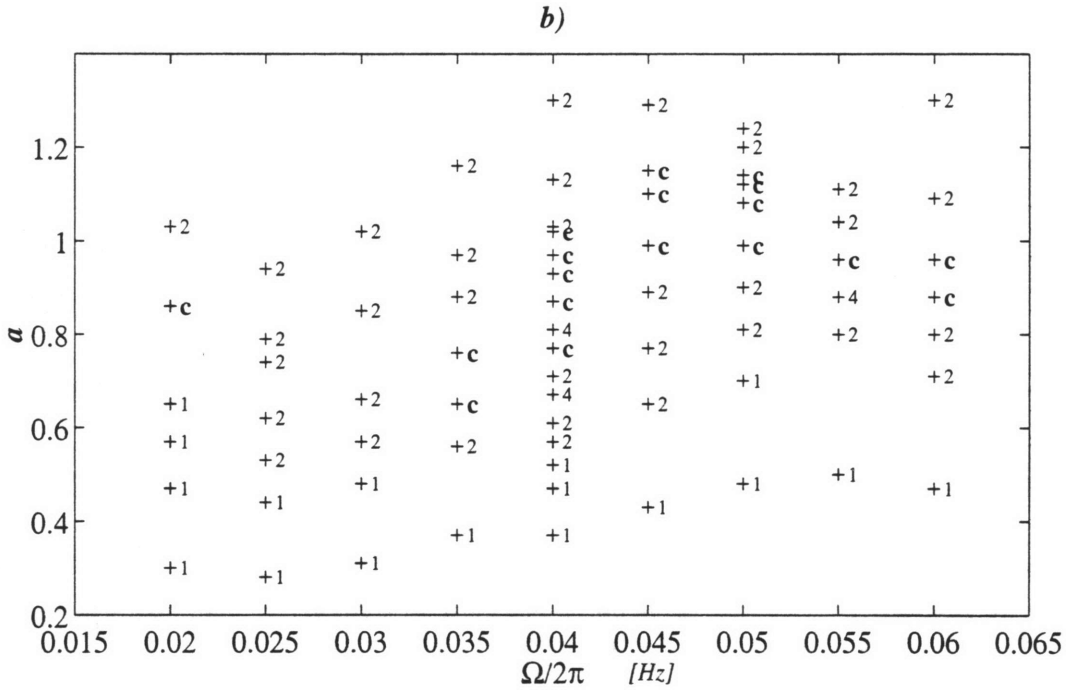 b)
+2 +2 +2
+2
+2
+2
+2 +c +c
+2
+c +c +2
+c +2
+2 +2 +2
+2 +c
+2 +c +c +c +c +c
+2 +c
+2 +c
+c +2 +c +2 +2 +4 +c
+2
+4 +2 +2 +2
+2 +c +c +2
+2 +2 +1 +2
+4
+1 +2 +c +2
+2 +2
+1 +2 +2 +2
+2 +1
+1 +1 +1 +1 +1 +1
+1 +1
+1 +1
+1 +1 +1
1.2
1
0.8
0.6
0.4
0.2
a
0.015 0.02 0.025 0.03 0.035 0.04 0.045 0.05 0.055 0.06 0.065
Ω/2π [Hz]